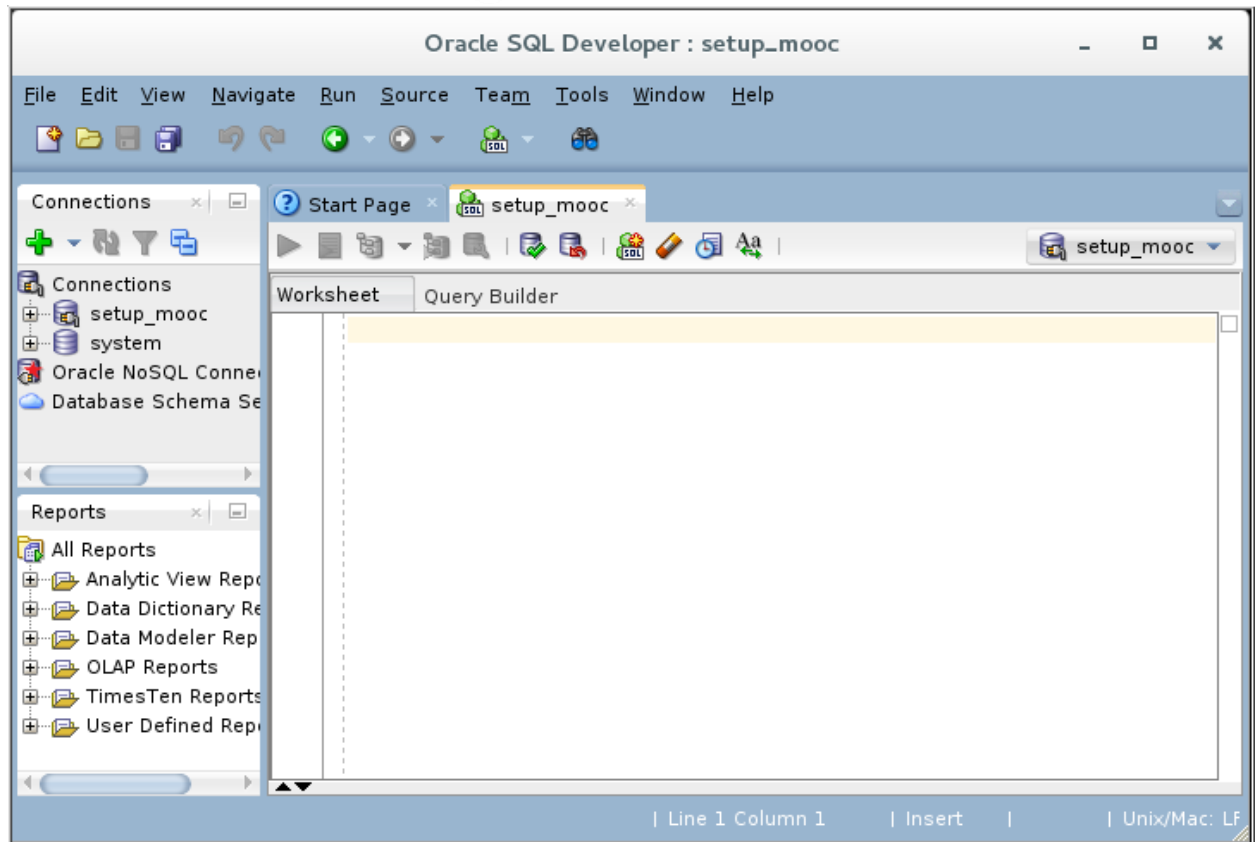 Oracle SQL Developer : setup_mooc
File Edit View Navigate Run Source Team Tools Window Help
Connections
Start Page
setup_mooc
setup_mooc
Connections
setup_mooc
system
Oracle NoSQL Conne
Database Schema Se
Worksheet Query Builder
Reports
All Reports
Analytic View Repo
Data Dictionary Re
Data Modeler Rep
OLAP Reports
TimesTen Reports
User Defined Rep
| Line 1 Column 1 | Insert | | Unix/Mac: LF